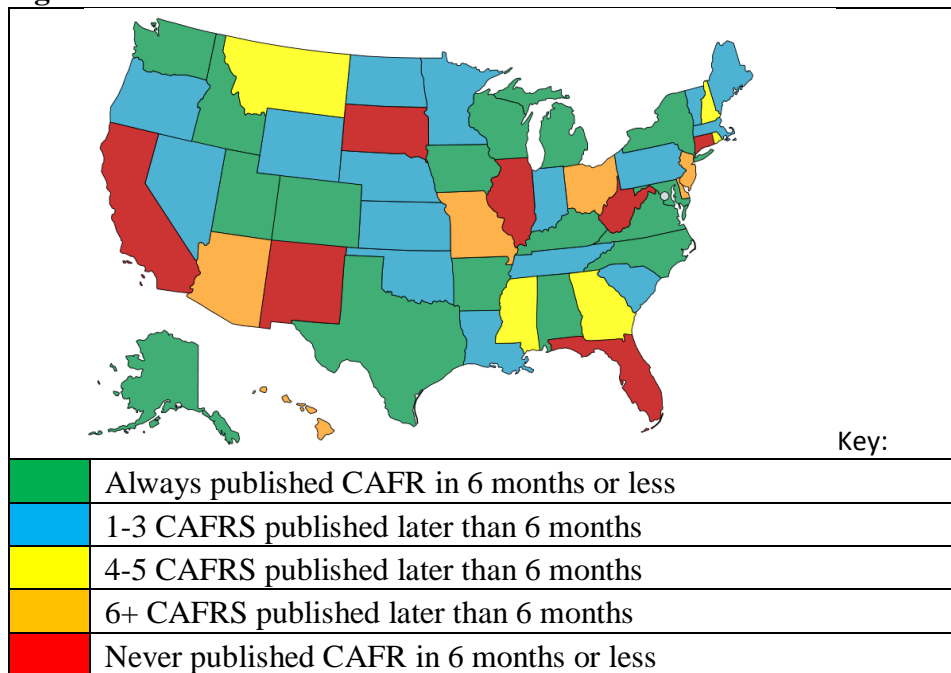 Key:
Always published CAFR in 6 months or less
1-3 CAFRS published later than 6 months
4-5 CAFRS published later than 6 months
6+ CAFRS published later than 6 months
Never published CAFR in 6 months or less